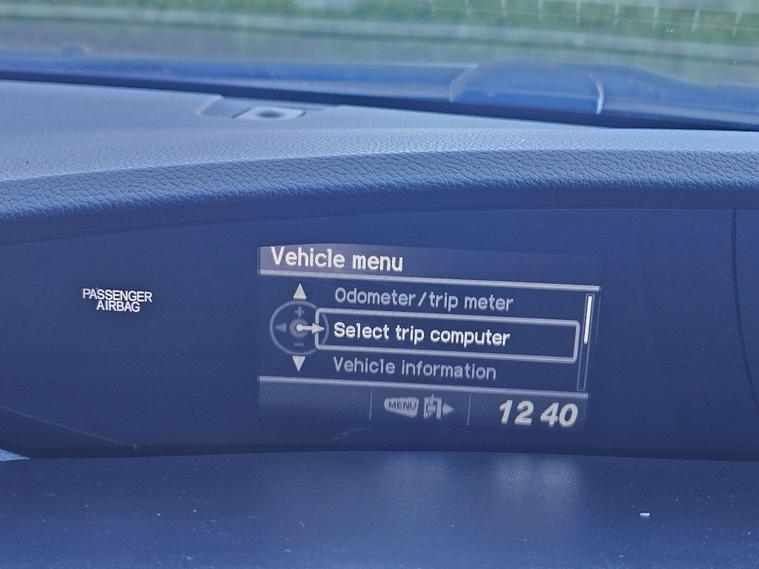 Vehicle menu
Odometer/trip meter
PASSENGER
AIRBAG
Select trip computer
Vehicle information
MENU
12 40